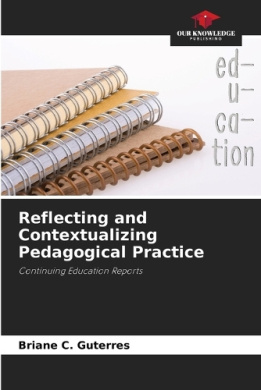 OUR KNOWLEDGE
PUBLISHING
ed
u
ca
tion
Reflecting and
Contextualizing
Pedagogical Practice
Continuing Education Reports
Briane C. Guterres